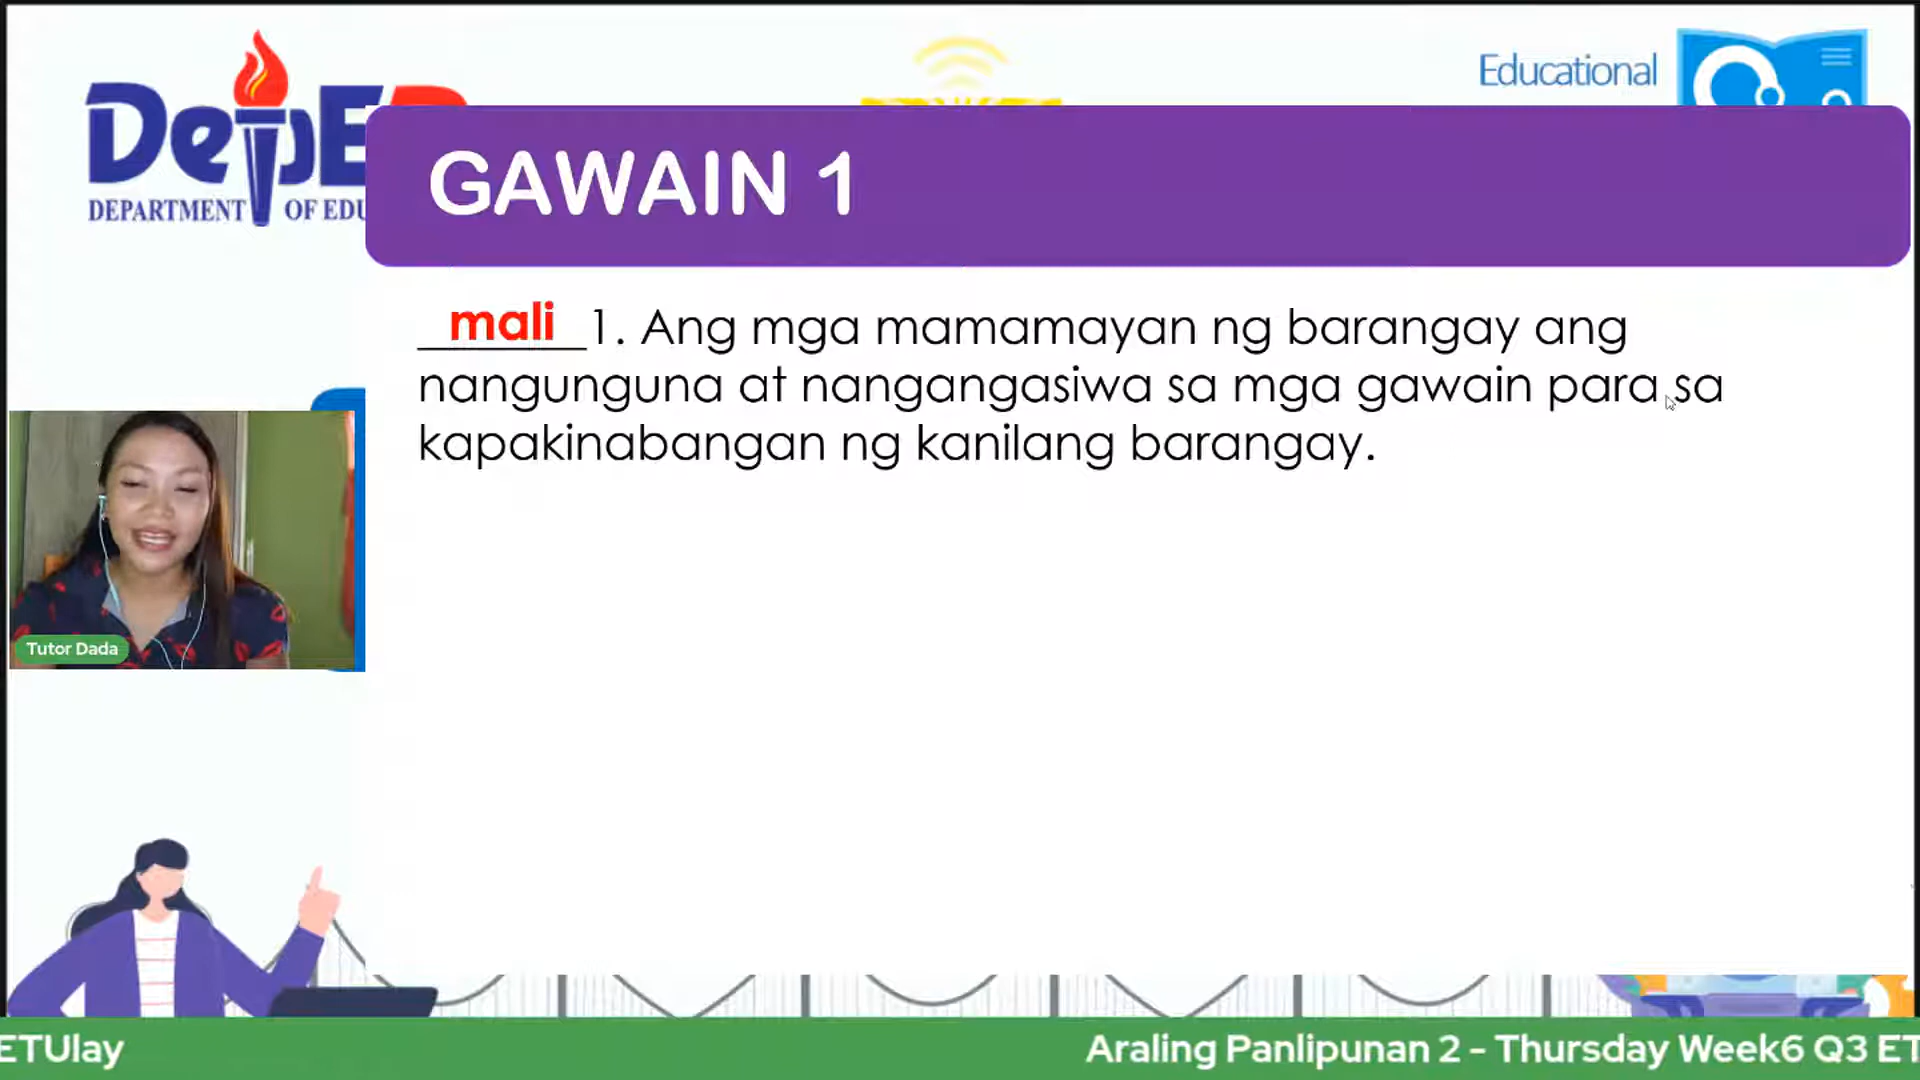 DepE
DEPARTMENT OF EDU
Educational
GAWAIN 1
mali 1. Ang mga mamamayan ng barangay ang
nangunguna at nangangasiwa sa mga gawain para sa
kapakinabangan ng kanilang barangay.
Tutor Dada
ETUlay
Araling Panlipunan 2 - Thursday Week6 Q3 ET